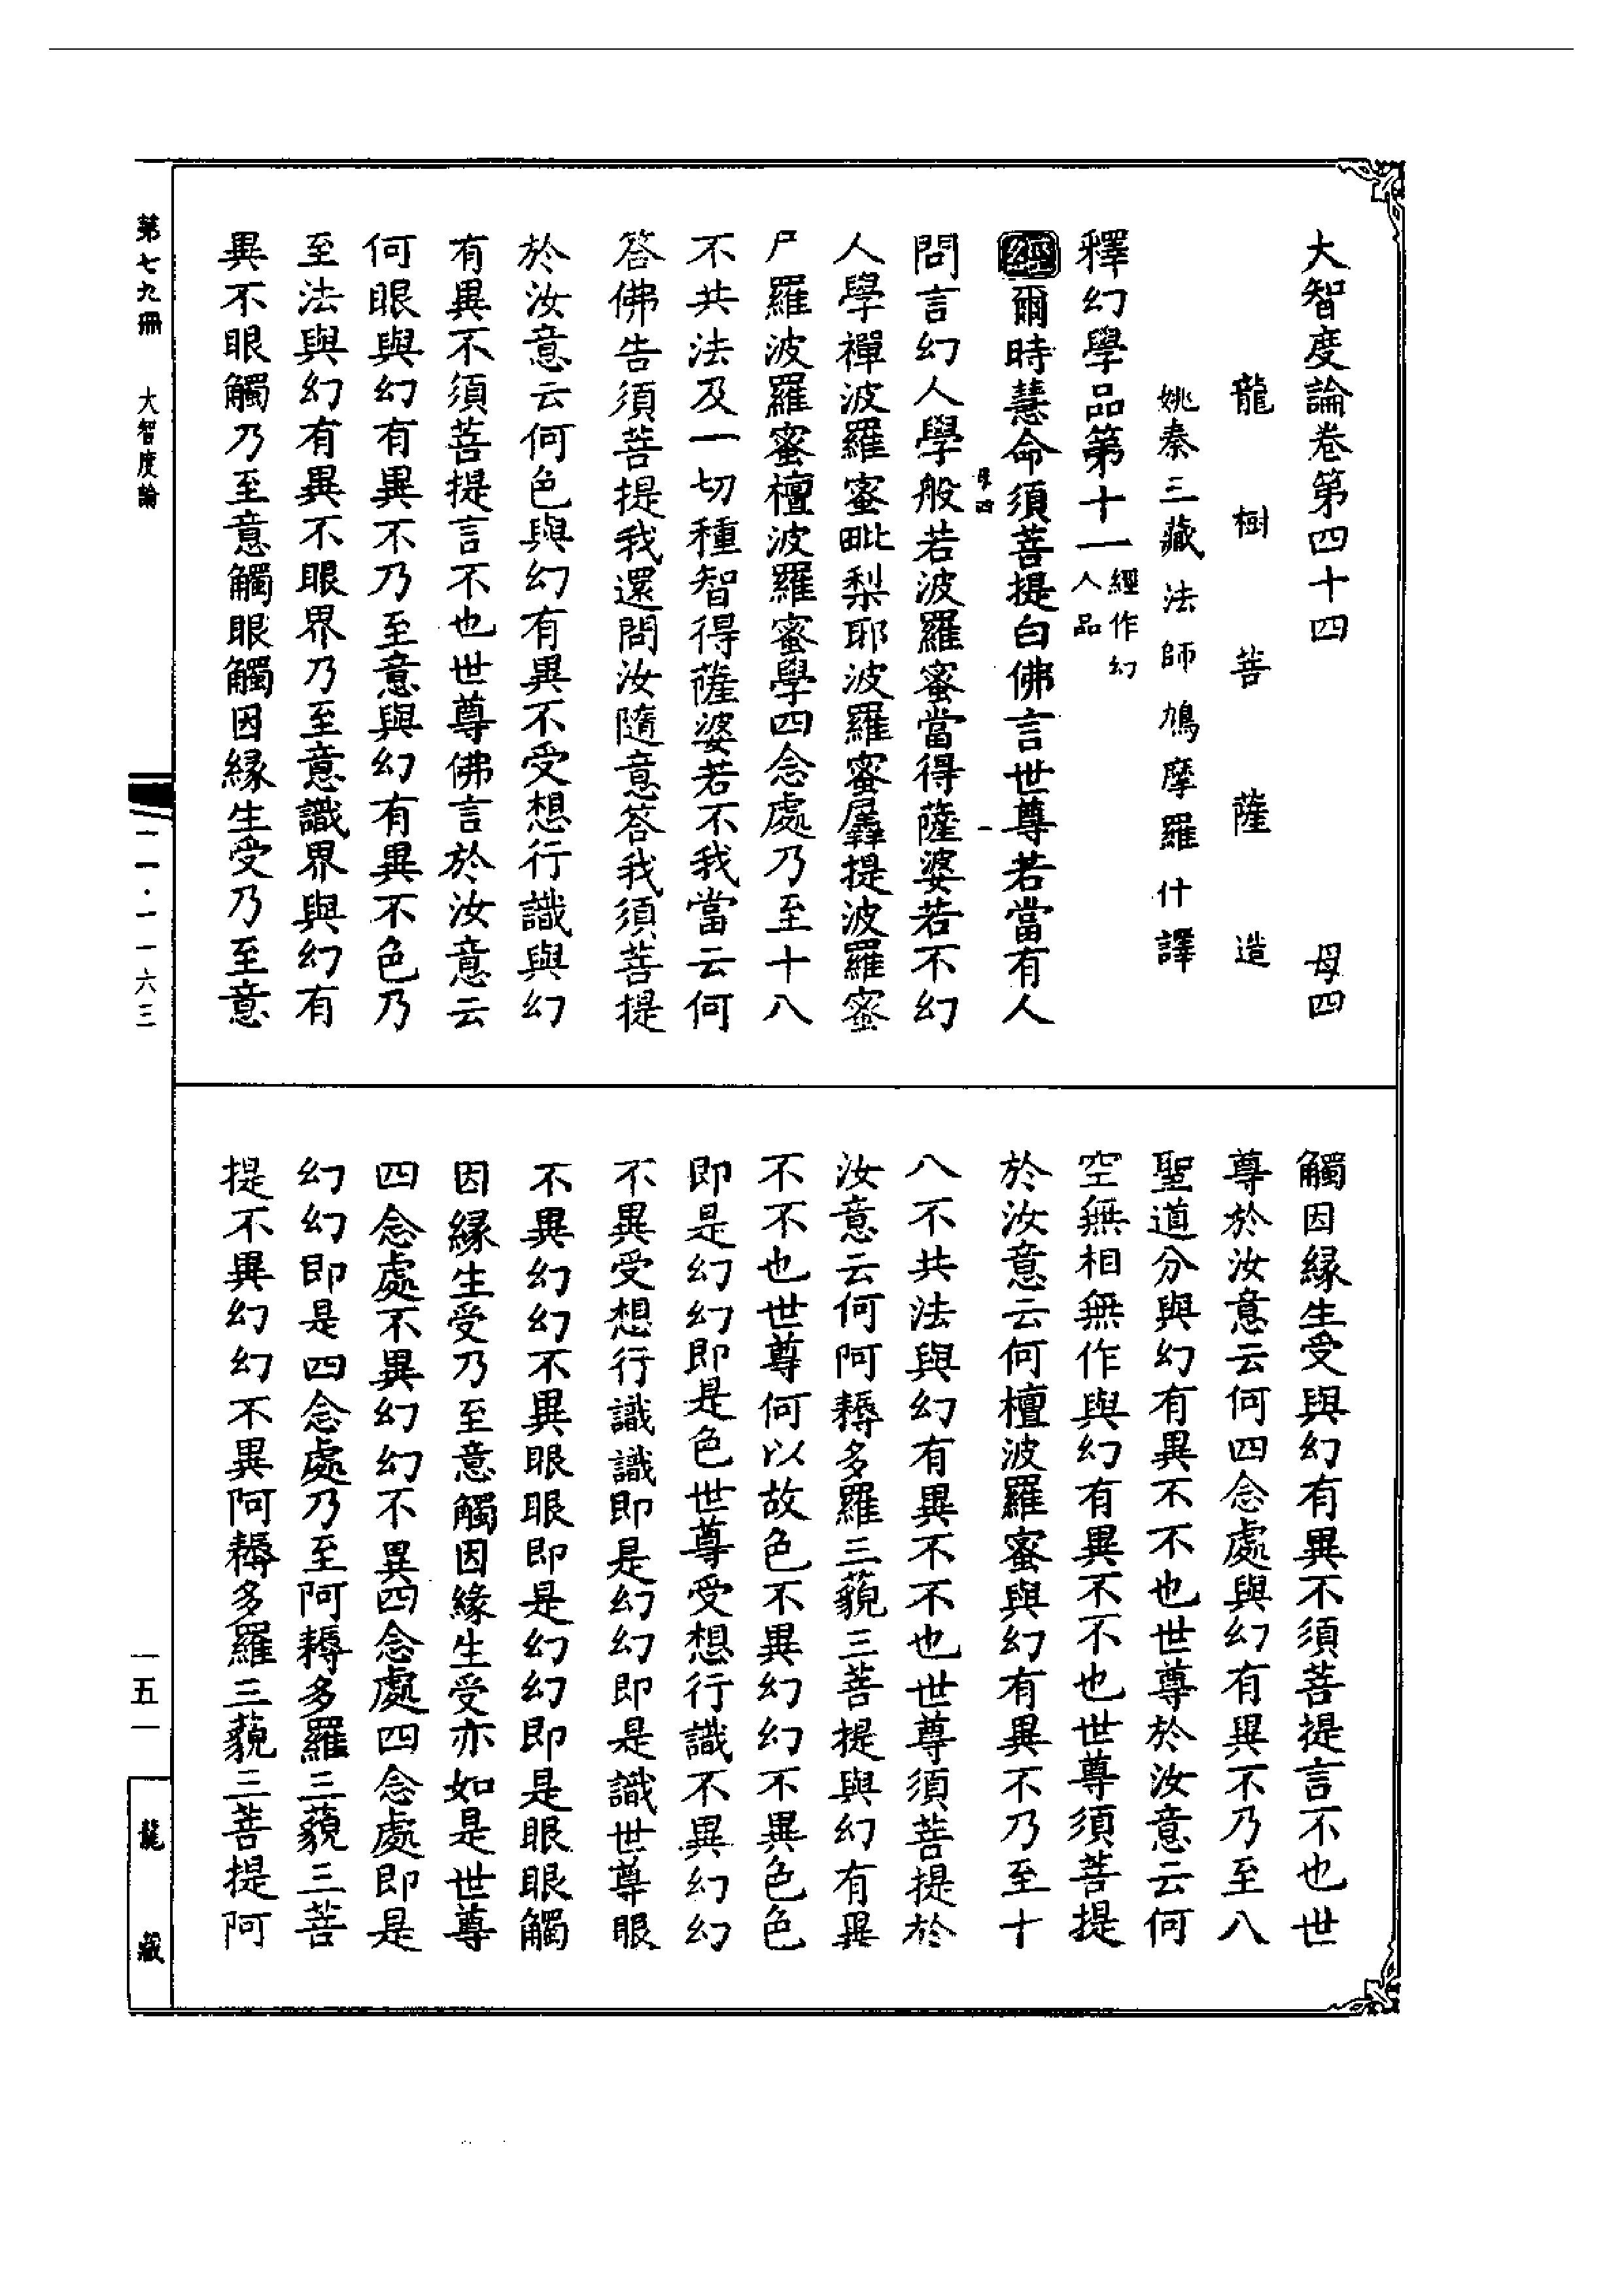 大智度論卷第四十四　母四
龍樹菩薩造
姚秦三藏法師鳩摩羅什譯
釋幻學品第十一經作幻人品
經爾時慧命須菩提白佛言世尊若當有人
問言幻人學般若波羅蜜當得薩婆若不幻
人學禪波羅蜜毗梨耶波羅蜜羼提波羅蜜
尸羅波羅蜜檀波羅蜜學四念處乃至十八
不共法及一切種智得薩婆若不我當云何
答佛告須菩提我還問汝隨意答我須菩提
於汝意云何色與幻有異不受想行識與幻
有異不須菩提言不也世尊佛言於汝意云
何眼與幻有異不乃至意與幻有異不色乃
至法與幻有異不眼界乃至意識界與幻有
異不眼觸乃至意觸眼觸因緣生受乃至意
觸因緣生受與幻有異不須菩提言不也世
尊於汝意云何四念處與幻有異不乃至八
聖道分與幻有異不不也世尊於汝意云何
空無相無作與幻有異不不也世尊須菩提
於汝意云何檀波羅蜜與幻有異不乃至十
八不共法與幻有異不不也世尊須菩提於
汝意云何阿耨多羅三藐三菩提與幻有異
不不也世尊何以故色不異幻幻不異色色
即是幻幻即是色世尊受想行識不異幻幻
不異受想行識識即是幻幻即是識世尊眼
不異幻幻不異眼眼即是幻幻即是眼眼觸
因緣生受乃至意觸因緣生受亦如是世尊
四念處不異幻幻不異四念處四念處即是
幻幻即是四念處乃至阿耨多羅三藐三菩
提不異幻幻不異阿耨多羅三藐三菩提阿
母四
一
第七九冊　大智度論
一一·一一六三
一五一
龍藏